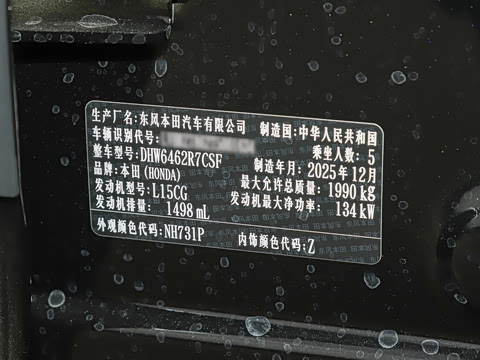 生产厂名:东风本田汽车有限公司 制造国:中华人民共和国
车辆识别代号: 乘坐人数: 5
整车型号:DHW6462R7CSF 制造年月: 2025年12月
品牌:本田 (HONDA) 最大允许总质量: 1990 kg
发动机型号:L15CG 发动机最大净功率: 134 kW
发动机排量: 1498 mL
外观颜色代码:NH731P 内饰颜色代码:Z